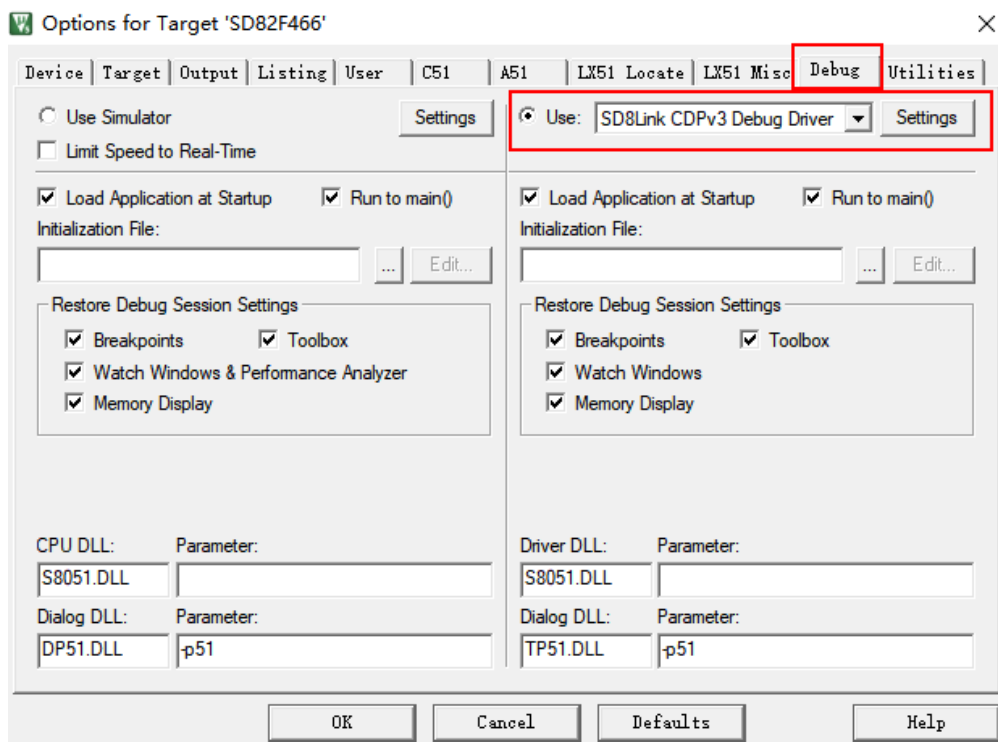 Options for Target 'SD82F466'
Device Target Output Listing User C51 A51 LX51 Locate LX51 Misc Debug Utilities
Use Simulator Settings
Limit Speed to Real-Time
Use: SD8Link CDPv3 Debug Driver Settings
Load Application at Startup Run to main()
Initialization File:
... Edit...
Restore Debug Session Settings
Breakpoints Toolbox
Watch Windows & Performance Analyzer
Memory Display
CPU DLL: Parameter:
S8051.DLL
Dialog DLL: Parameter:
DP51.DLL -p51
Load Application at Startup Run to main()
Initialization File:
... Edit...
Restore Debug Session Settings
Breakpoints Toolbox
Watch Windows
Memory Display
Driver DLL: Parameter:
S8051.DLL
Dialog DLL: Parameter:
TP51.DLL -p51
OK Cancel Defaults Help